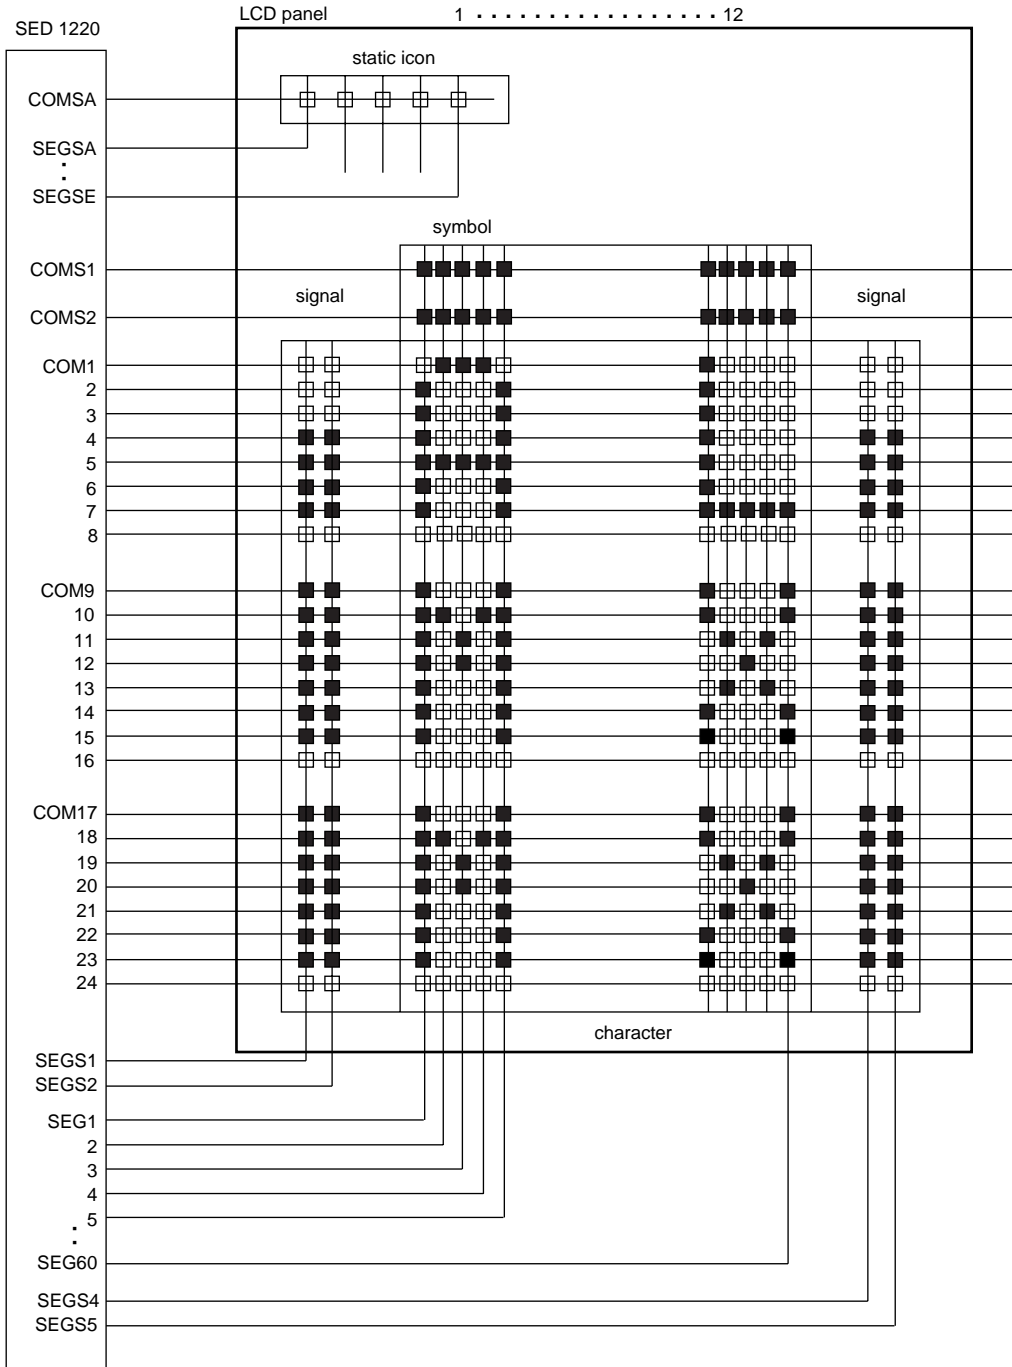 LCD panel 1 . . . . . . . . . . . . . . . . . 12
SED 1220
static icon
COMSA
SEGSA
:
SEGSE
symbol
COMS1
signal signal
COMS2
COM1
2
3
4
5
6
7
8
COM9
10
11
12
13
14
15
16
COM17
18
19
20
21
22
23
24
character
SEGS1
SEGS2
SEG1
2
3
4
5
:
SEG60
SEGS4
SEGS5